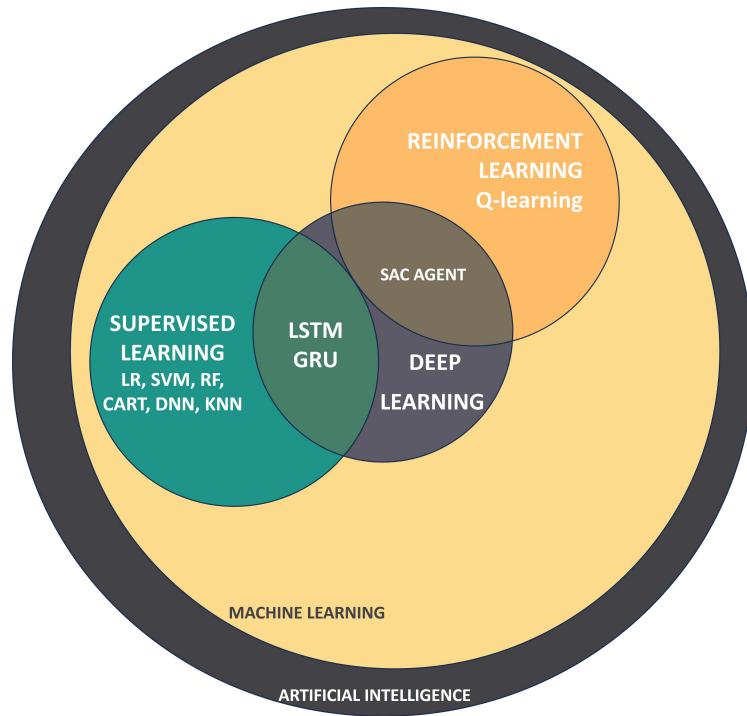 REINFORCEMENT
LEARNING
Q-learning
SAC AGENT
SUPERVISED
LEARNING
LR, SVM, RF,
CART, DNN, KNN
LSTM
GRU
DEEP
LEARNING
MACHINE LEARNING
ARTIFICIAL INTELLIGENCE